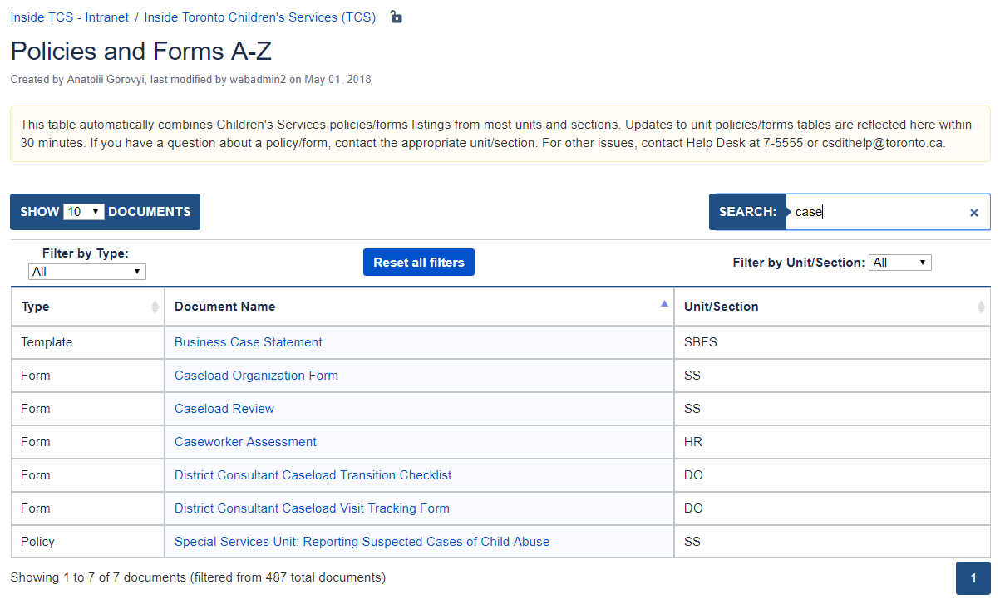 Inside TCS - Intranet / Inside Toronto Children's Services (TCS)
Policies and Forms A-Z
Created by Anatolii Gorovyi, last modified by webadmin2 on May 01, 2018
This table automatically combines Children's Services policies/forms listings from most units and sections. Updates to unit policies/forms tables are reflected here within
30 minutes. If you have a question about a policy/form, contact the appropriate unit/section. For other issues, contact Help Desk at 7-5555 or csdithelp@toronto.ca.
SHOW 10 DOCUMENTS SEARCH: case ×
Filter by Type:
All
Reset all filters
Filter by Unit/Section: All
Type Document Name Unit/Section
Template Business Case Statement SBFS
Form Caseload Organization Form SS
Form Caseload Review SS
Form Caseworker Assessment HR
Form District Consultant Caseload Transition Checklist DO
Form District Consultant Caseload Visit Tracking Form DO
Policy Special Services Unit: Reporting Suspected Cases of Child Abuse SS
Showing 1 to 7 of 7 documents (filtered from 487 total documents) 1